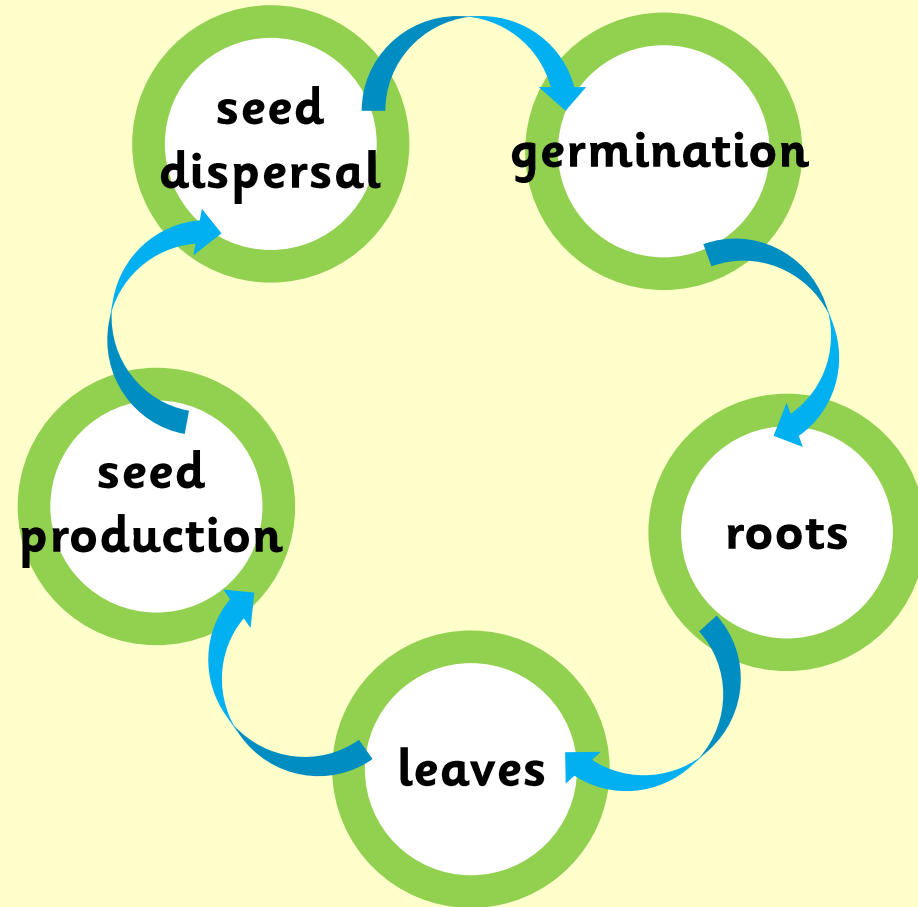 seed
dispersal
germination
roots
leaves
seed
production